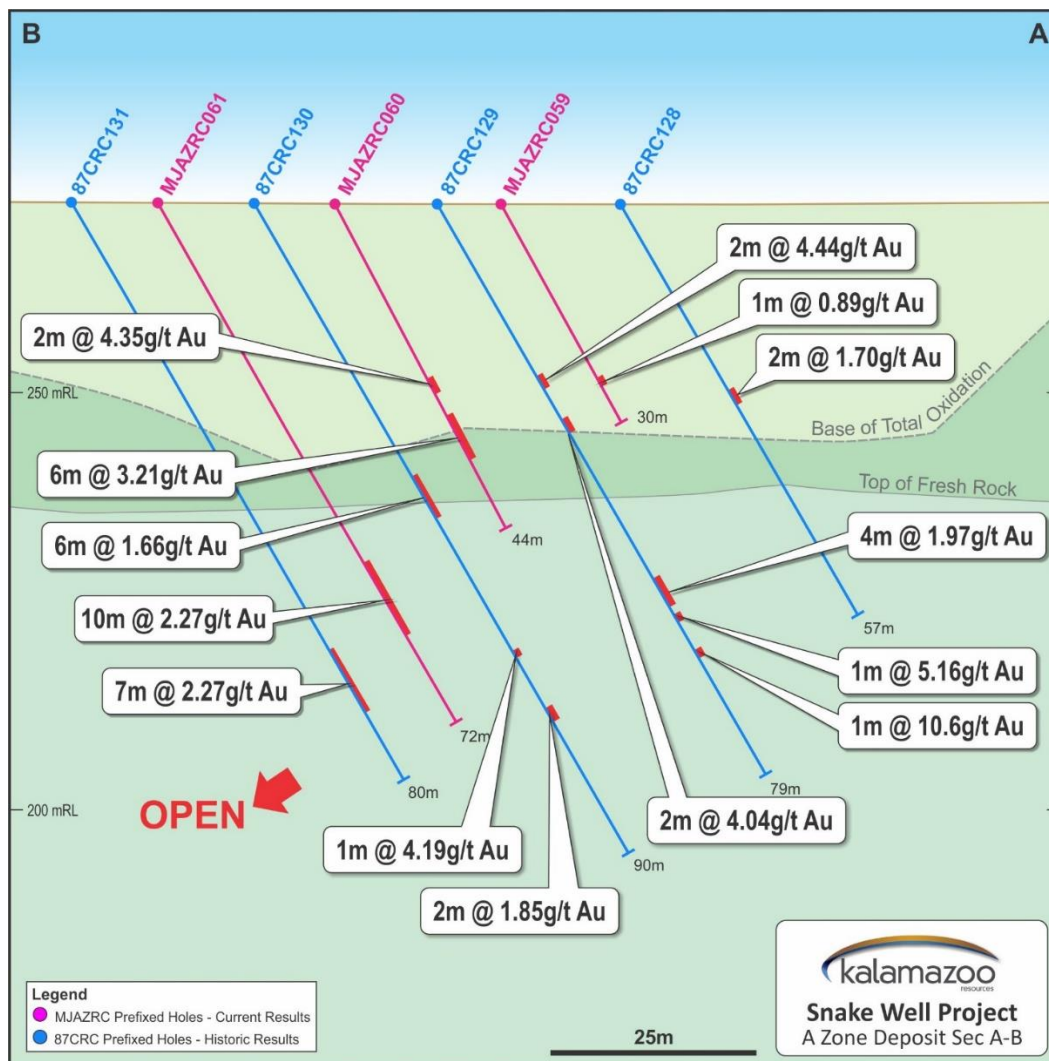 B
A
87CRC131
MJAZRC061
87CRC130
MJAZRC060
87CRC129
MJAZRC059
87CRC128
2m @ 4.44g/t Au
1m @ 0.89g/t Au
2m @ 4.35g/t Au
2m @ 1.70g/t Au
250 mRL
30m
Base of Total Oxidation
6m @ 3.21g/t Au
Top of Fresh Rock
6m @ 1.66g/t Au
44m
4m @ 1.97g/t Au
10m @ 2.27g/t Au
57m
1m @ 5.16g/t Au
7m @ 2.27g/t Au
1m @ 10.6g/t Au
72m
80m
79m
200 mRL
OPEN
2m @ 4.04g/t Au
1m @ 4.19g/t Au
90m
2m @ 1.85g/t Au
kalamazoo
resources
Snake Well Project
A Zone Deposit Sec A-B
Legend
MJAZRC Prefixed Holes - Current Results
87CRC Prefixed Holes - Historic Results
25m